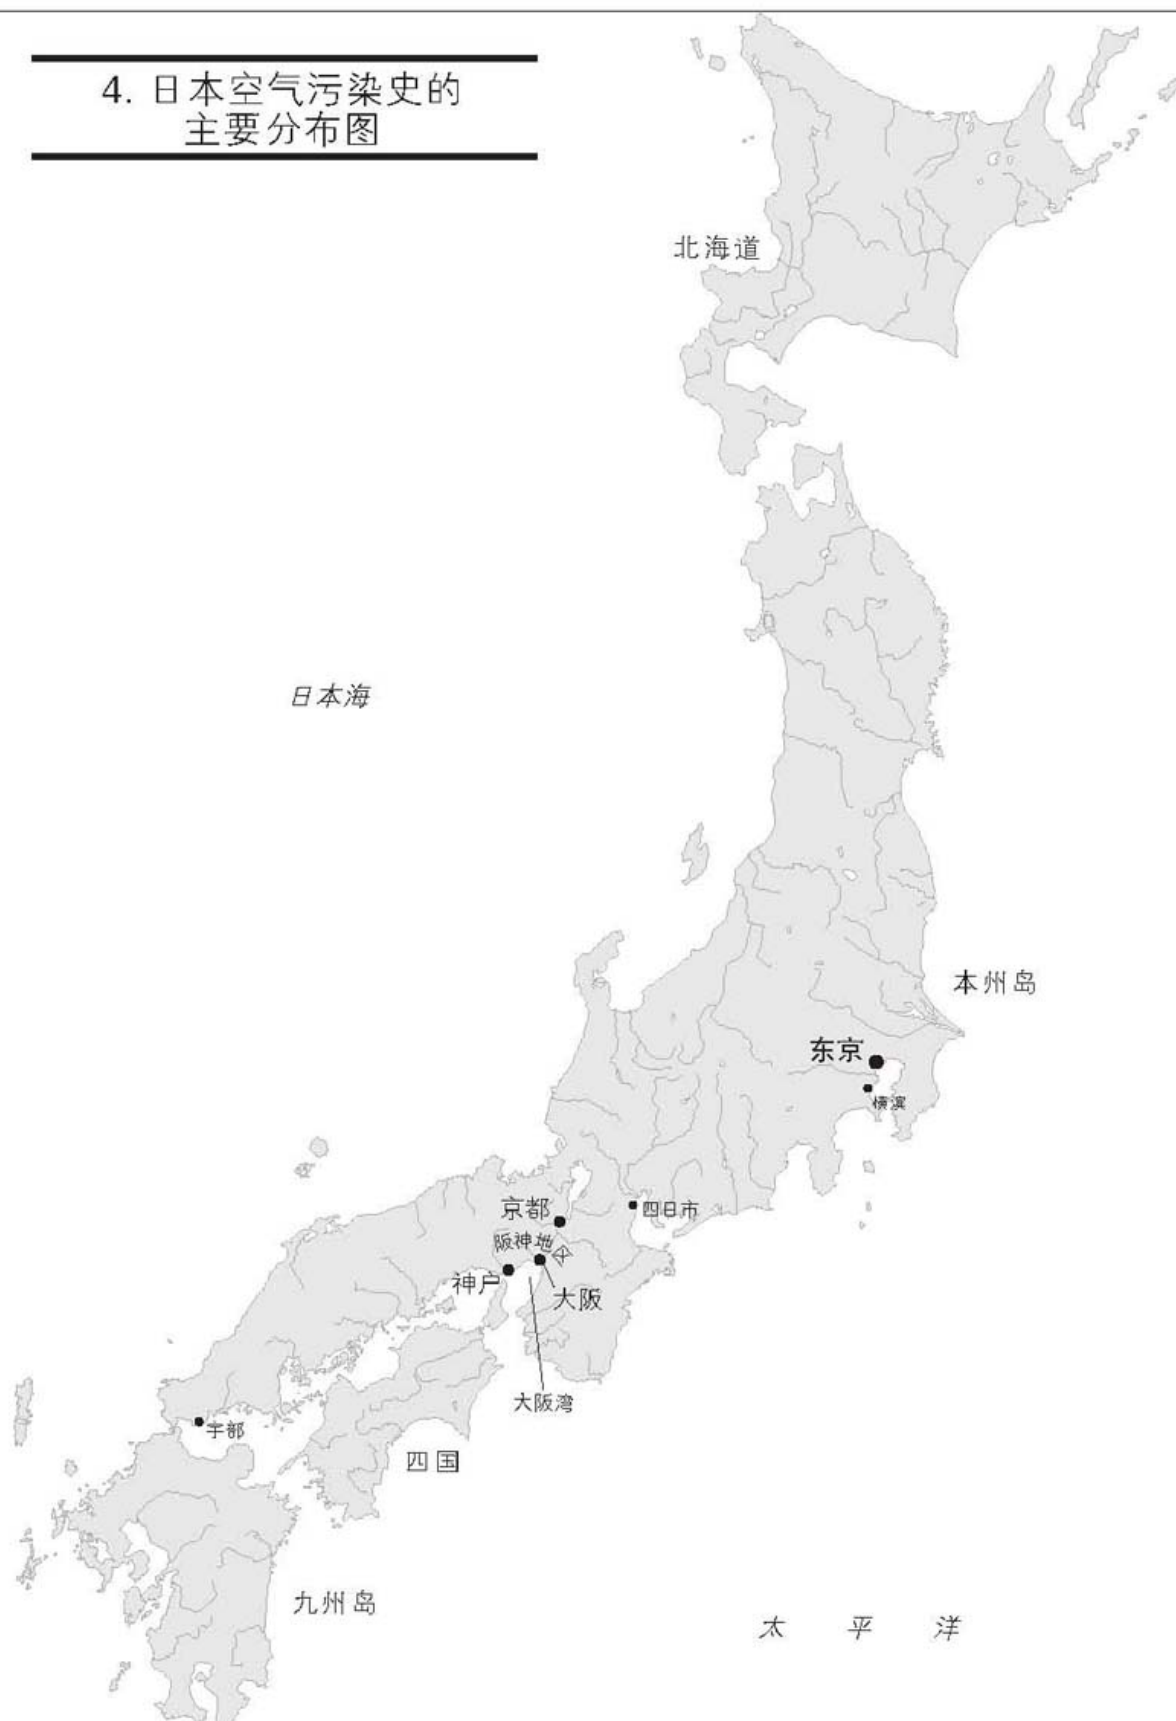 4. 日本空气污染史的
主要分布图
北海道
日本海
本州岛
东京
横滨
京都
四日市
阪神地区
神户
大阪
大阪湾
宇部
四国
九州岛
太平洋